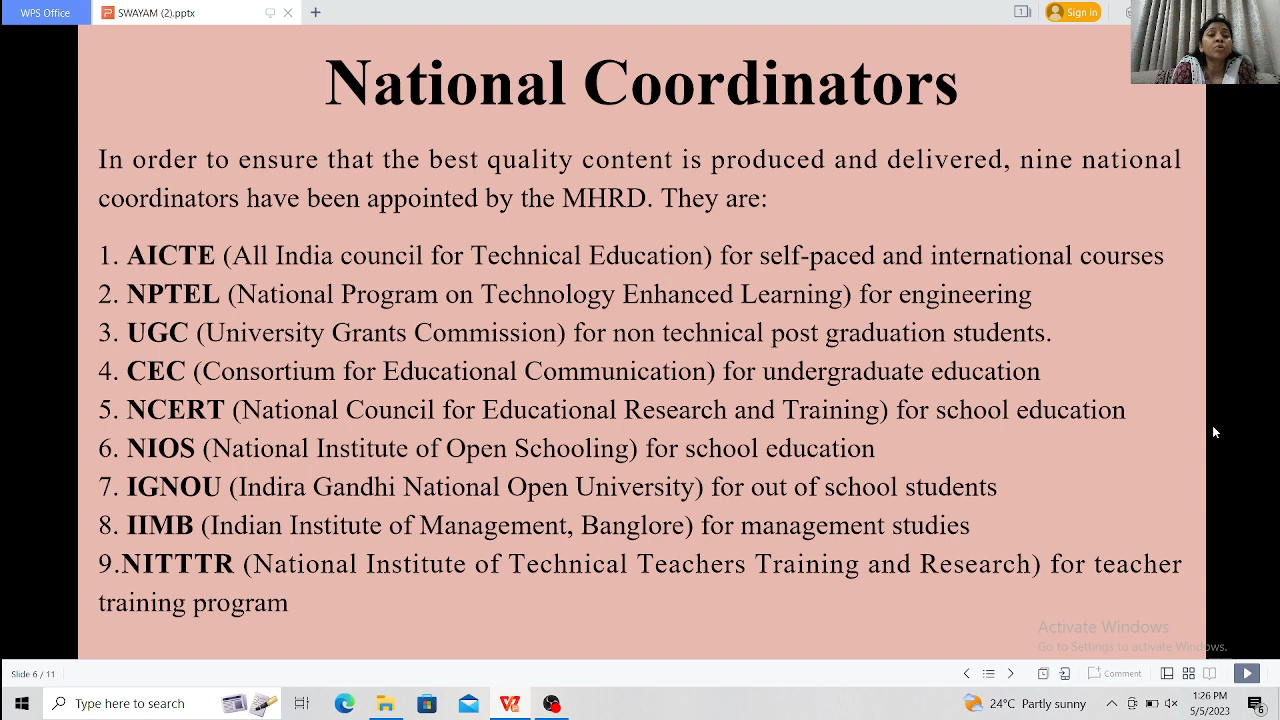 WPS Office
SWAYAM (2).pptx
1
Sign in
National Coordinators
In order to ensure that the best quality content is produced and delivered, nine national
coordinators have been appointed by the MHRD. They are:
1. AICTE (All India council for Technical Education) for self-paced and international courses
2. NPTEL (National Program on Technology Enhanced Learning) for engineering
3. UGC (University Grants Commission) for non technical post graduation students.
4. CEC (Consortium for Educational Communication) for undergraduate education
5. NCERT (National Council for Educational Research and Training) for school education
6. NIOS (National Institute of Open Schooling) for school education
7. IGNOU (Indira Gandhi National Open University) for out of school students
8. IIMB (Indian Institute of Management, Banglore) for management studies
9.NITTTR (National Institute of Technical Teachers Training and Research) for teacher
training program
Activate Windows
Go to Settings to activate Windows.
Slide 6 / 11
Comment
Type here to search
24°C Partly sunny
1:26 PM
5/5/2023
6